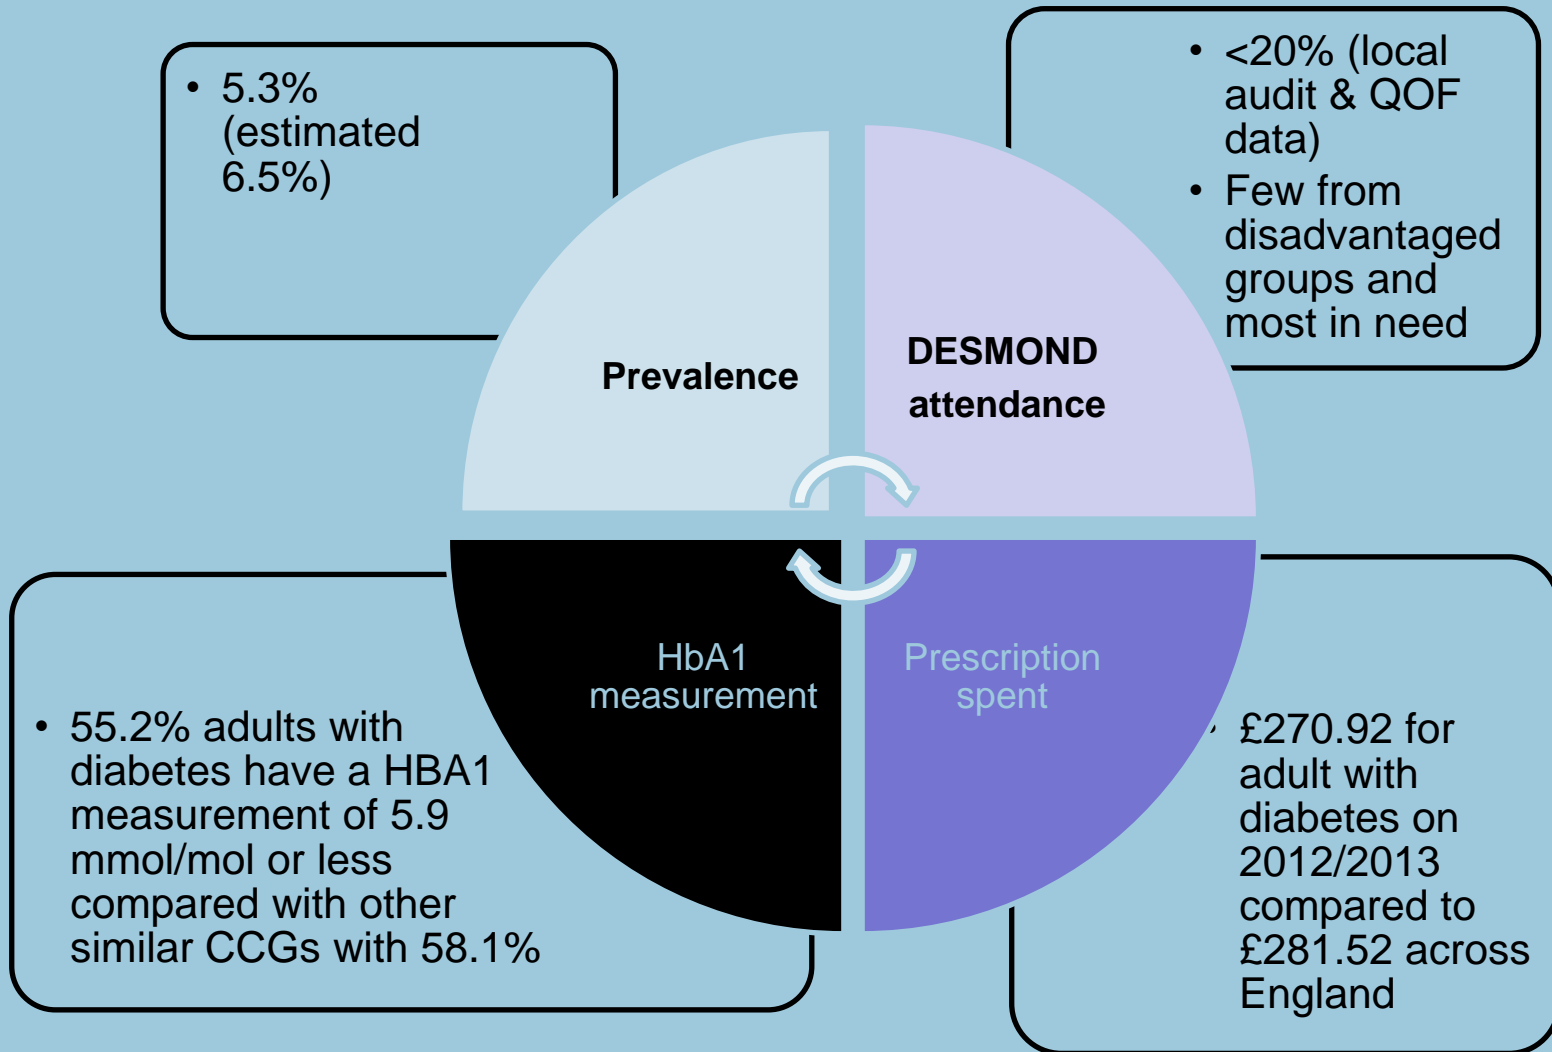 • 5.3%
(estimated
6.5%)
• <20% (local
audit & QOF
data)
• Few from
disadvantaged
groups and
most in need
Prevalence
DESMOND
attendance
HbA1
measurement
Prescription
spent
• 55.2% adults with
diabetes have a HBA1
measurement of 5.9
mmol/mol or less
compared with other
similar CCGs with 58.1%
• £270.92 for
adult with
diabetes on
2012/2013
compared to
£281.52 across
England